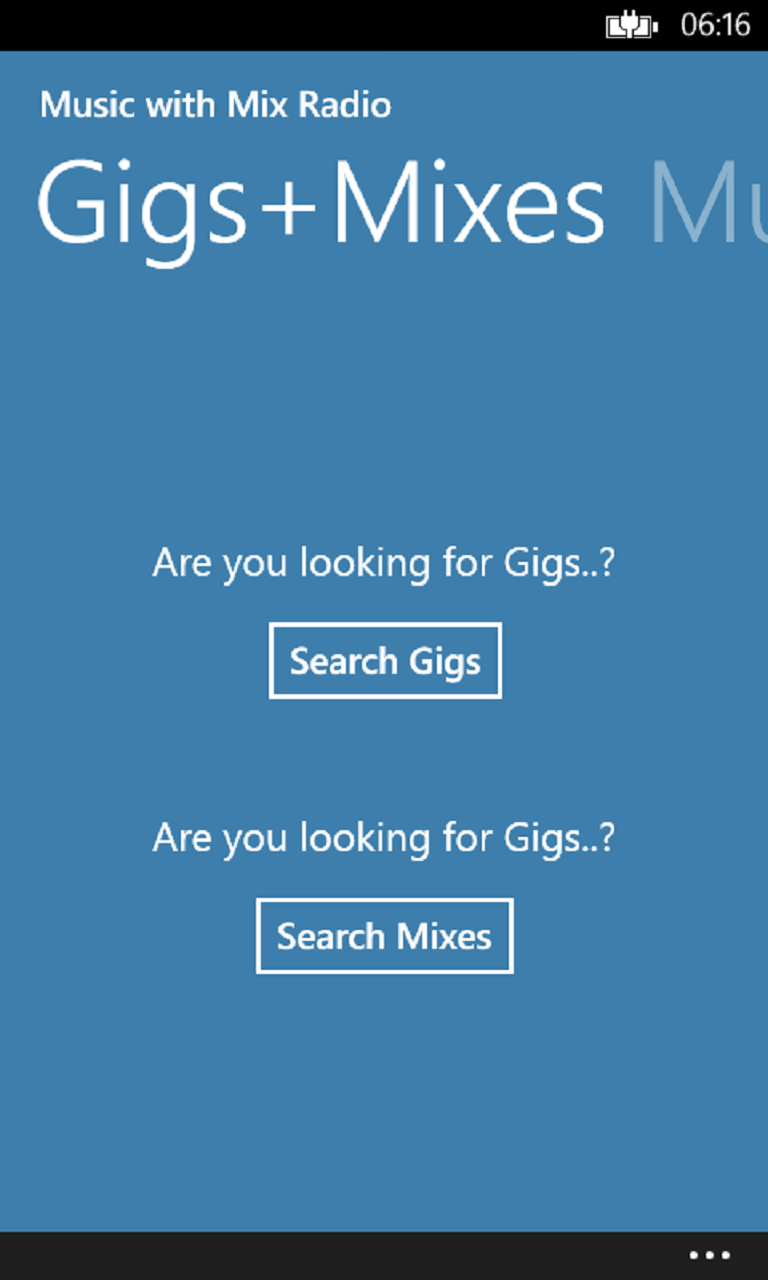 06:16
Music with Mix Radio
Gigs+Mixes
Are you looking for Gigs..?
Search Gigs
Are you looking for Gigs..?
Search Mixes